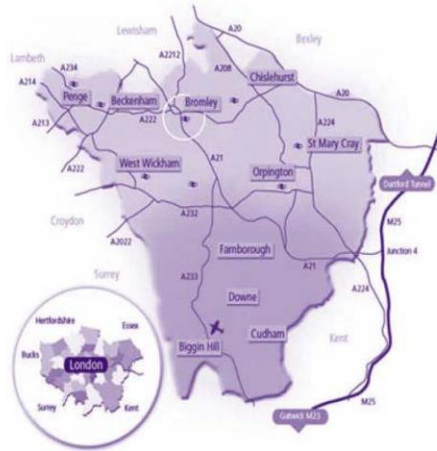 Lewisham
A20
Bexley
A2212
Lambeth
A234
A208
Chislehurst
A214
A20
Penge
Beckenham
Bromley
A213
A222
A224
St Mary Cray
West Wickham
A21
Orpington
A222
Dartford Tunnel
Croydon
A232
M25
A2022
Farnborough
Junction 4
A21
Surrey
A233
A224
Downe
Hertfordshire
Essex
Cudham
Kent
Bucks
London
Biggin Hill
Surrey
Kent
M25
Gatwick M23